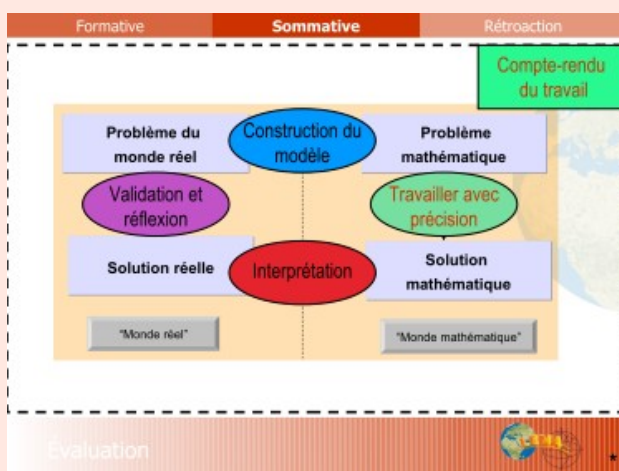 Formative
Sommative
Rétroaction
Compte-rendu
du travail
Problème du
monde réel
Construction du
modèle
Problème
mathématique
Validation et
réflexion
Travailler avec
précision
Solution réelle
Interprétation
Solution
mathématique
"Monde réel"
"Monde mathématique"
Évaluation
*